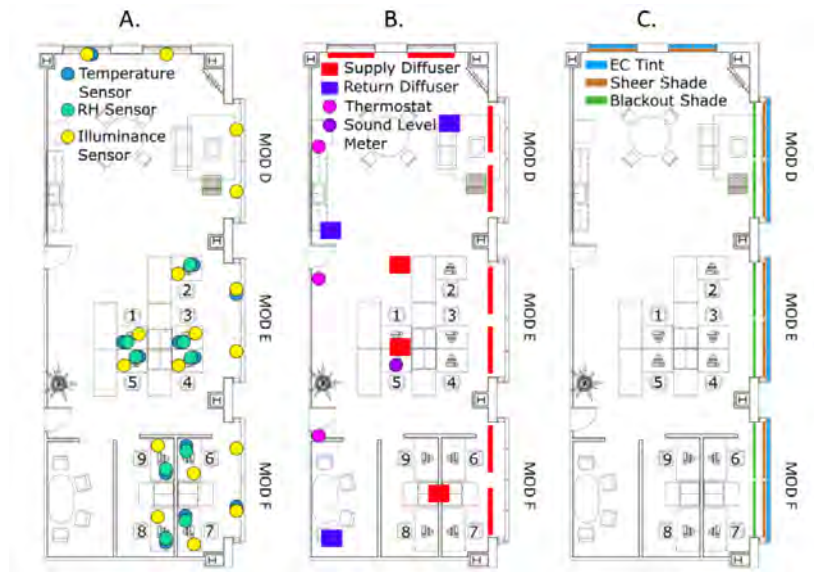 A.
B.
C.
H
Temperature
Sensor
RH Sensor
Illuminance
Sensor
MOD D
H
1
2
3
MOD E
5
4
H
9
6
MOD F
8
7
H
H
Supply Diffuser
Return Diffuser
Thermostat
Sound Level
Meter
MOD D
H
1
2
3
MOD E
5
4
H
9
6
MOD F
8
7
H
H
EC Tint
Sheer Shade
Blackout Shade
MOD D
H
1
2
3
MOD E
5
4
H
9
6
MOD F
8
7
H